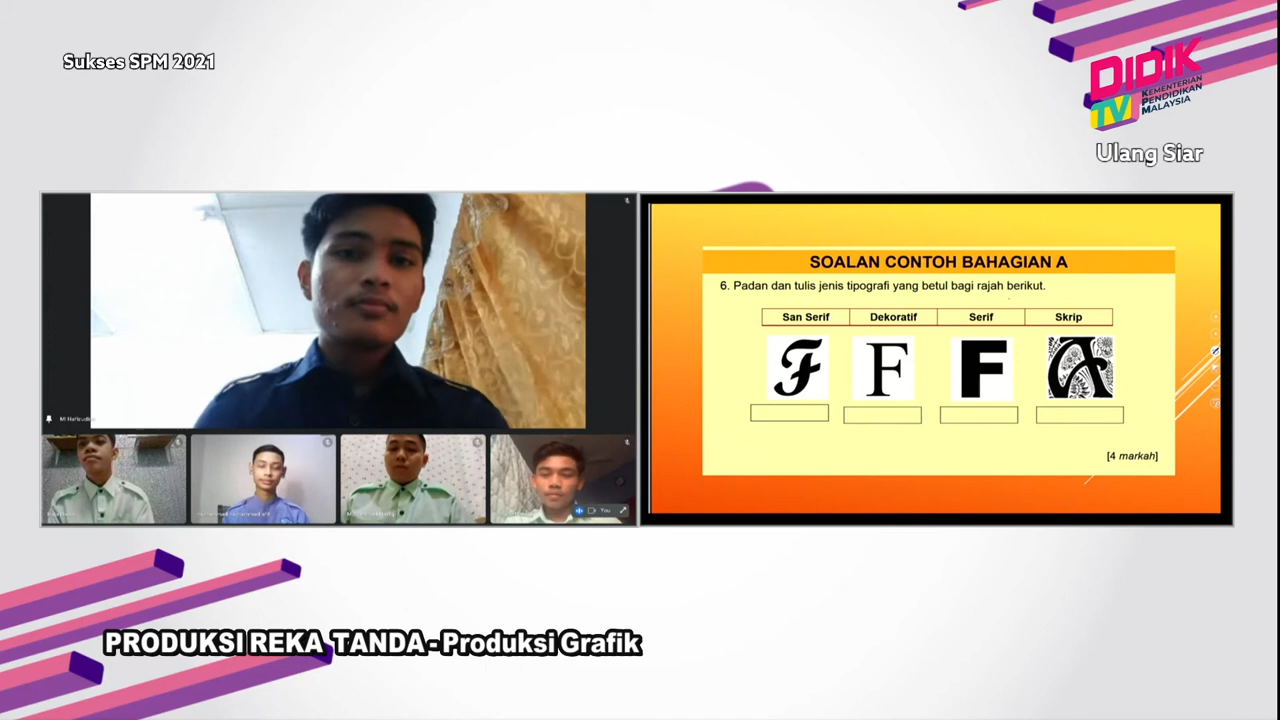 Sukses SPM 2021
DIDIK
TV
KEMENTERIAN
PENDIDIKAN
MALAYSIA
Ulang Siar
SOALAN CONTOH BAHAGIAN A
6. Padan dan tulis jenis tipografi yang betul bagi rajah berikut.
San Serif Dekoratif Serif Skrip
F F F A
[4 markah]
You
PRODUKSI REKA TANDA - Produksi Grafik